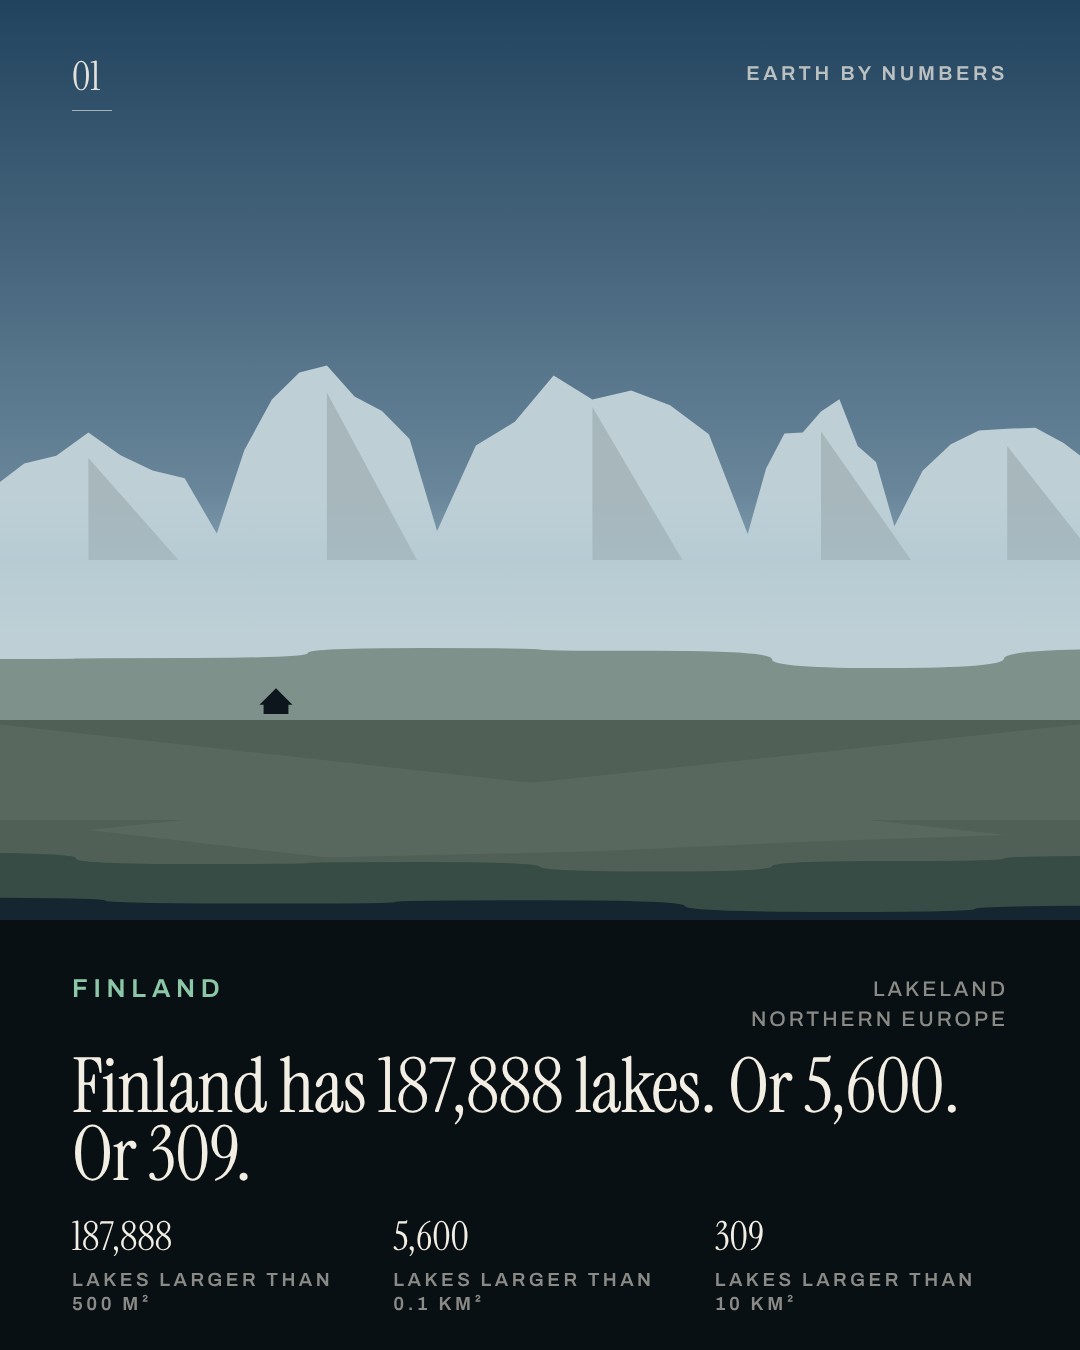 01
EARTH BY NUMBERS
FINLAND
LAKELAND
NORTHERN EUROPE
Finland has 187,888 lakes. Or 5,600.
Or 309.
187,888
LAKES LARGER THAN
500 M²
5,600
LAKES LARGER THAN
0.1 KM²
309
LAKES LARGER THAN
10 KM²